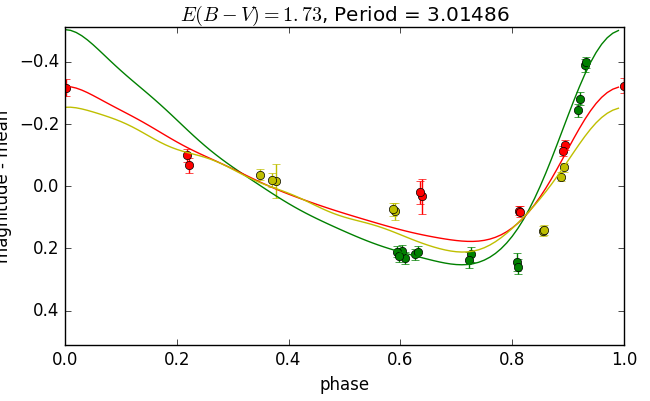 E(B − V) = 1.73, Period = 3.01486
−0.4
−0.2
0.0
0.2
0.4
magnitude - mean
0.0 0.2 0.4 0.6 0.8 1.0
phase